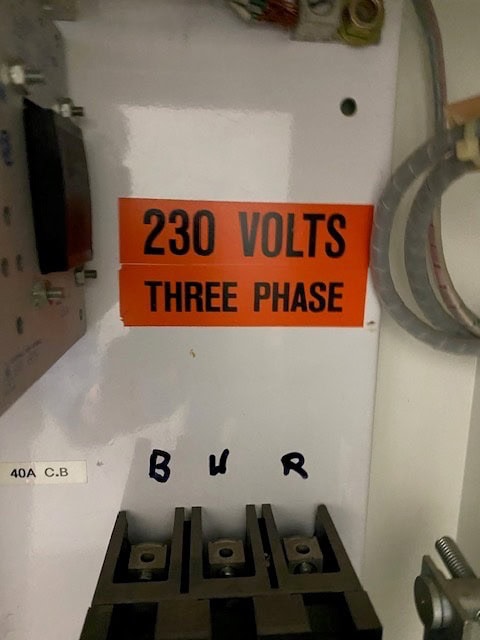 230 VOLTS
THREE PHASE
B W R
40A C.B